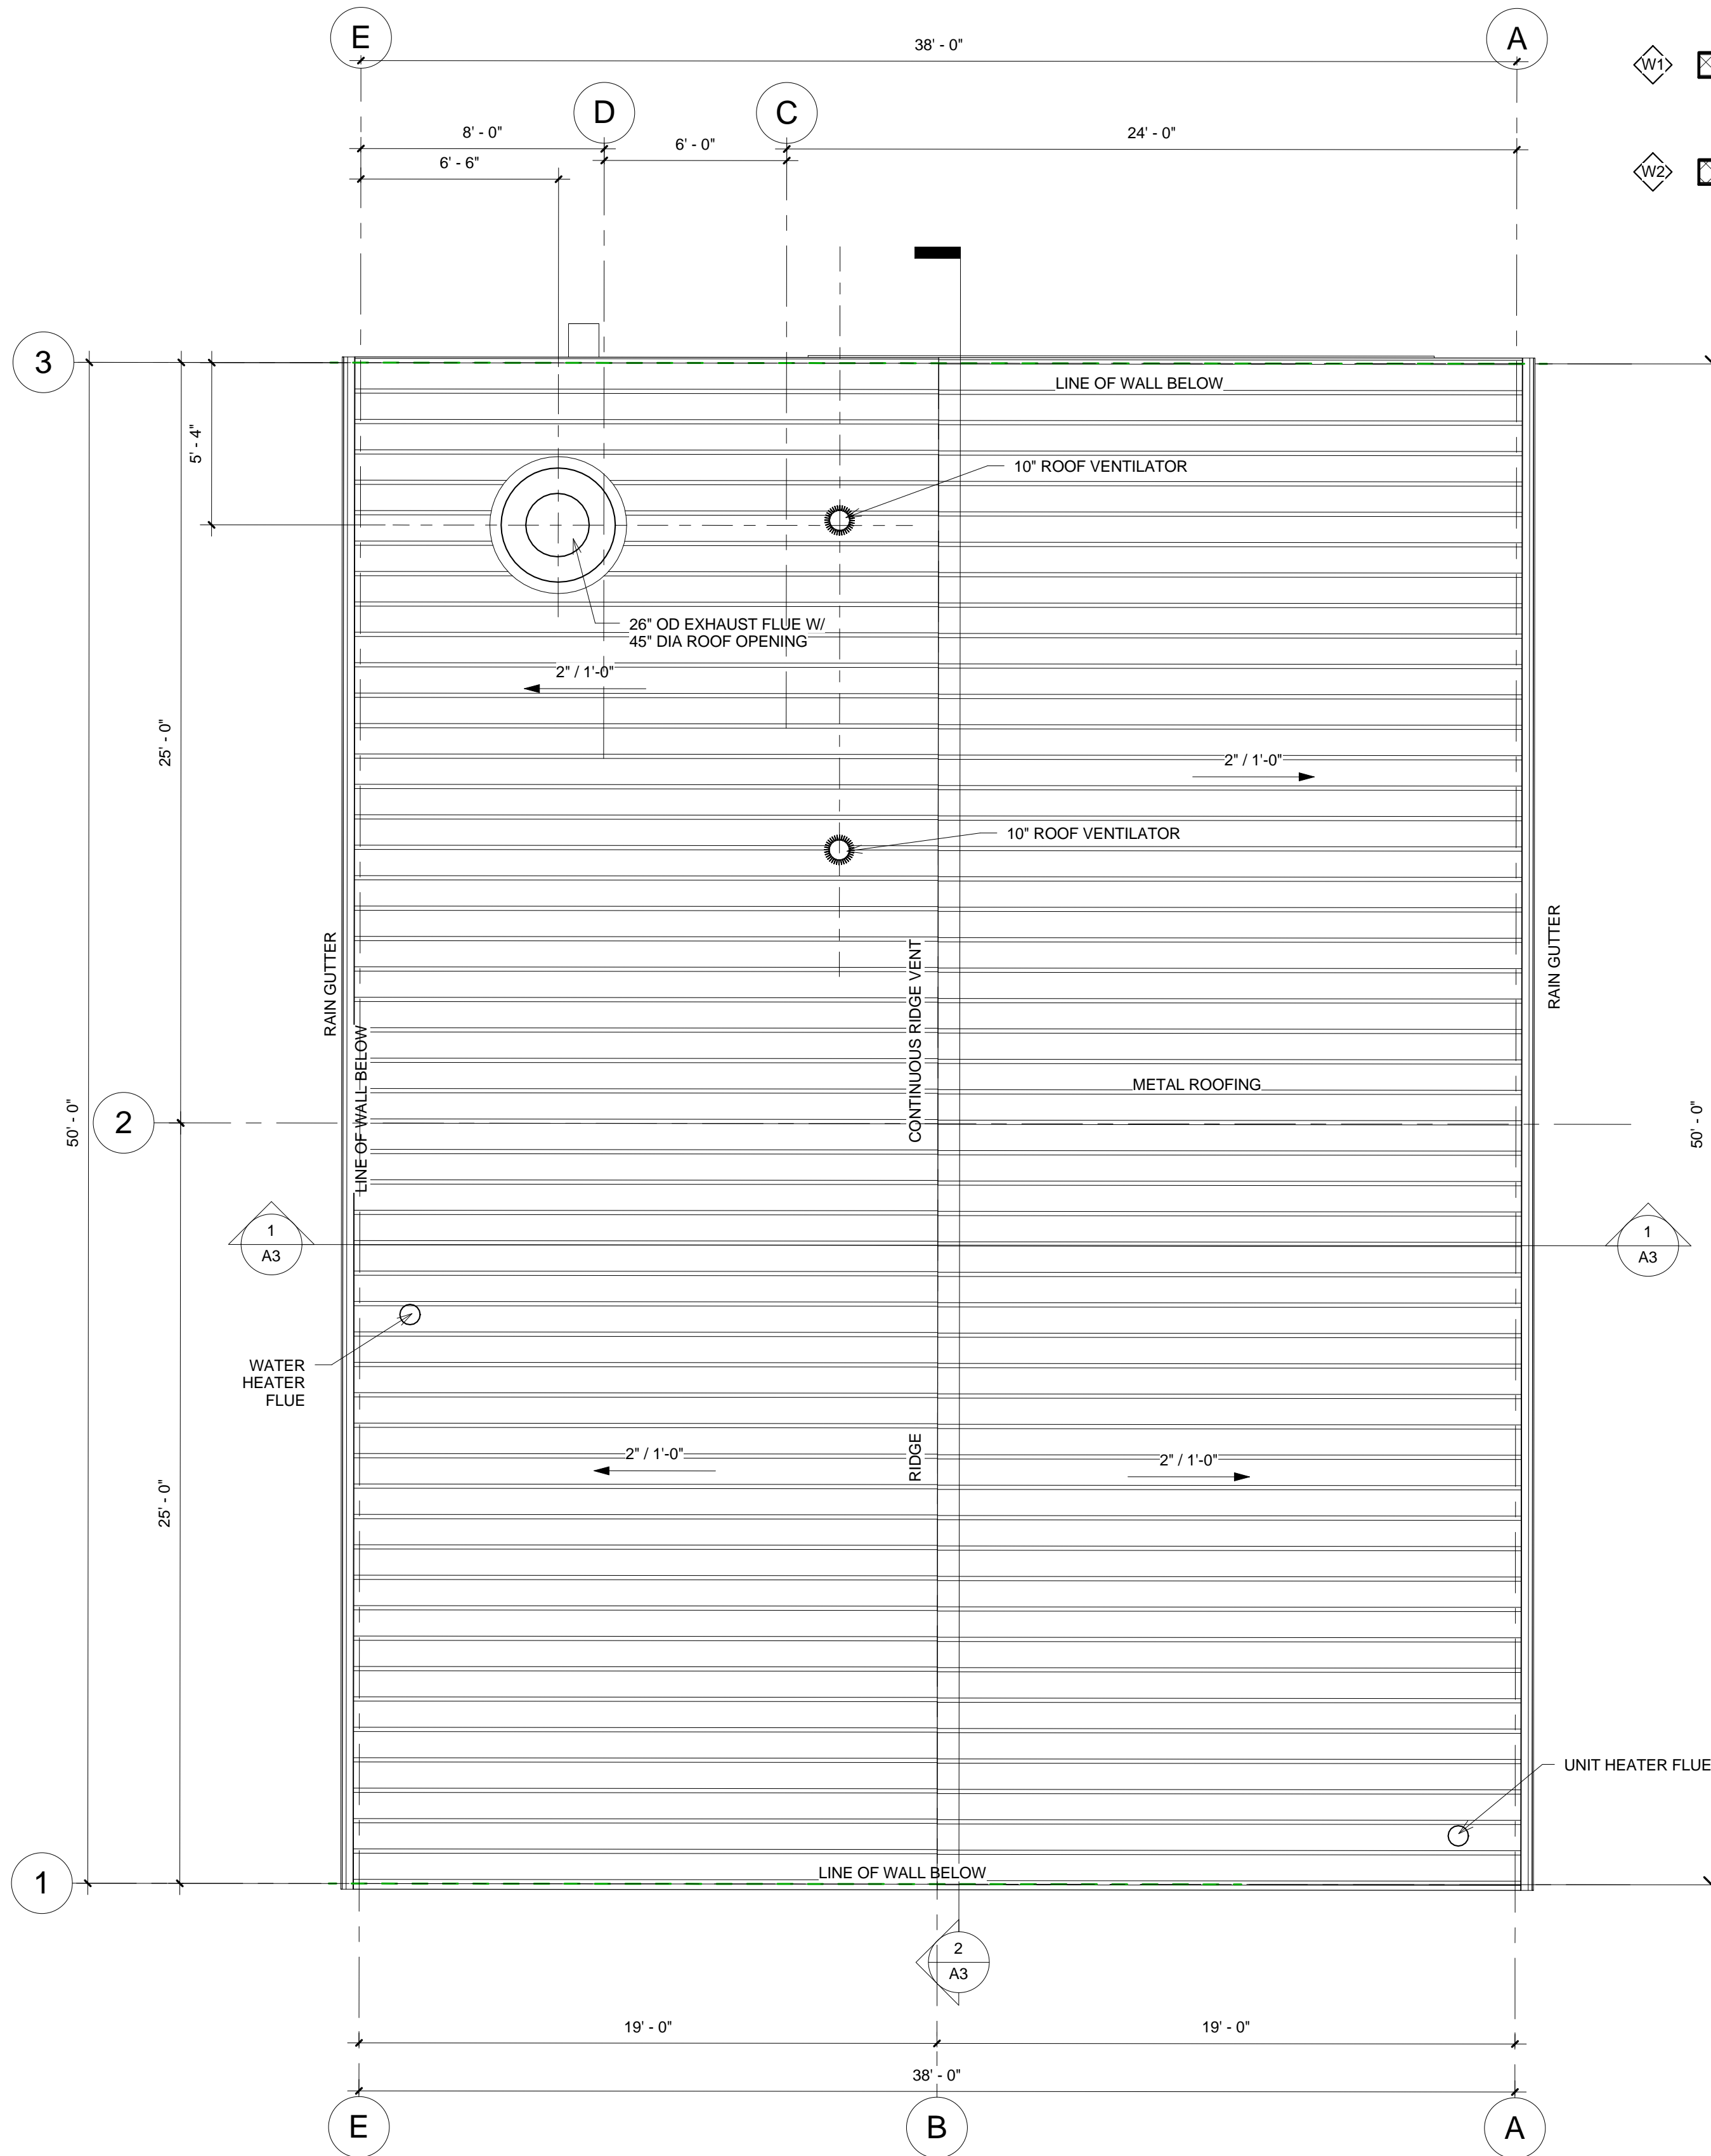 E
A
38' - 0"
W1
D
C
8' - 0"
6' - 0"
24' - 0"
6' - 6"
W2
3
LINE OF WALL BELOW
5' - 4"
10" ROOF VENTILATOR
26" OD EXHAUST FLUE W/
45" DIA ROOF OPENING
2" / 1'-0"
25' - 0"
2" / 1'-0"
10" ROOF VENTILATOR
RAIN GUTTER
CONTINUOUS RIDGE VENT
RAIN GUTTER
LINE OF WALL BELOW
METAL ROOFING
50' - 0"
2
50' - 0"
1
A3
1
A3
WATER
HEATER
FLUE
2" / 1'-0"
RIDGE
2" / 1'-0"
25' - 0"
UNIT HEATER FLUE
LINE OF WALL BELOW
1
2
A3
19' - 0"
19' - 0"
38' - 0"
E
B
A